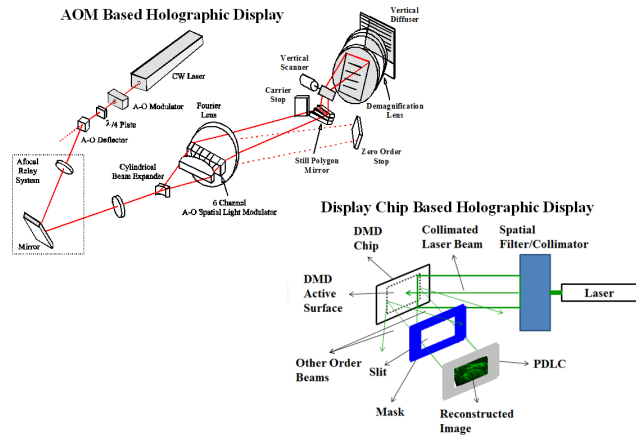 AOM Based Holographic Display
Vertical
Diffuser
CW Laser
Vertical
Scanner
A-O Modulator
Carrier
Stop
Fourier
Lens
λ/4 Plate
Demagnification
Lens
A-O Deflector
Still Polygon
Mirror
Zero Order
Stop
Afocal
Relay
System
Cylindrical
Beam Expander
6 Channel
A-O Spatial Light Modulator
Mirror
Display Chip Based Holographic Display
DMD
Chip
Collimated
Laser Beam
Spatial
Filter/Collimator
DMD
Active
Surface
Laser
Other Order
Beams
Slit
PDLC
Mask
Reconstructed
Image